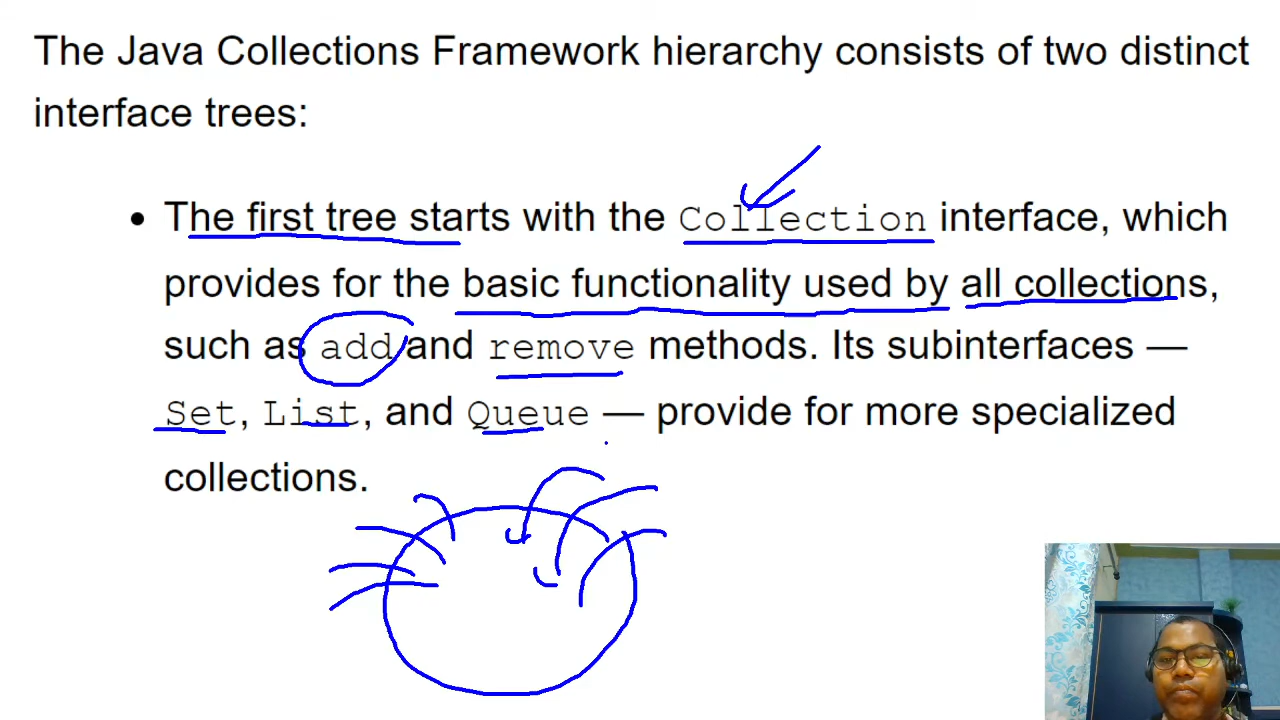 The Java Collections Framework hierarchy consists of two distinct
interface trees:
• The first tree starts with the Collection interface, which
provides for the basic functionality used by all collections,
such as add and remove methods. Its subinterfaces —
Set, List, and Queue — provide for more specialized
collections.